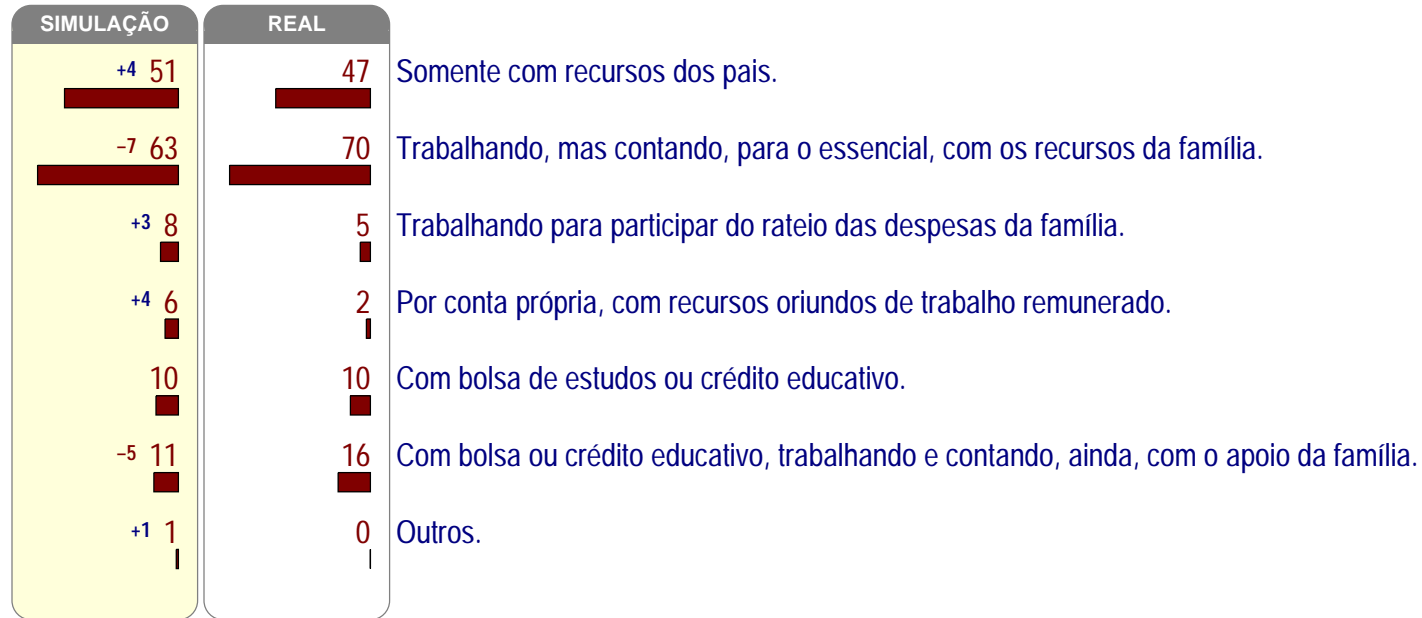 SIMULAÇÃO REAL
+4 51 47 Somente com recursos dos pais.
−7 63 70 Trabalhando, mas contando, para o essencial, com os recursos da família.
+3 8 5 Trabalhando para participar do rateio das despesas da família.
+4 6 2 Por conta própria, com recursos oriundos de trabalho remunerado.
10 10 Com bolsa de estudos ou crédito educativo.
−5 11 16 Com bolsa ou crédito educativo, trabalhando e contando, ainda, com o apoio da família.
+1 1 0 Outros.